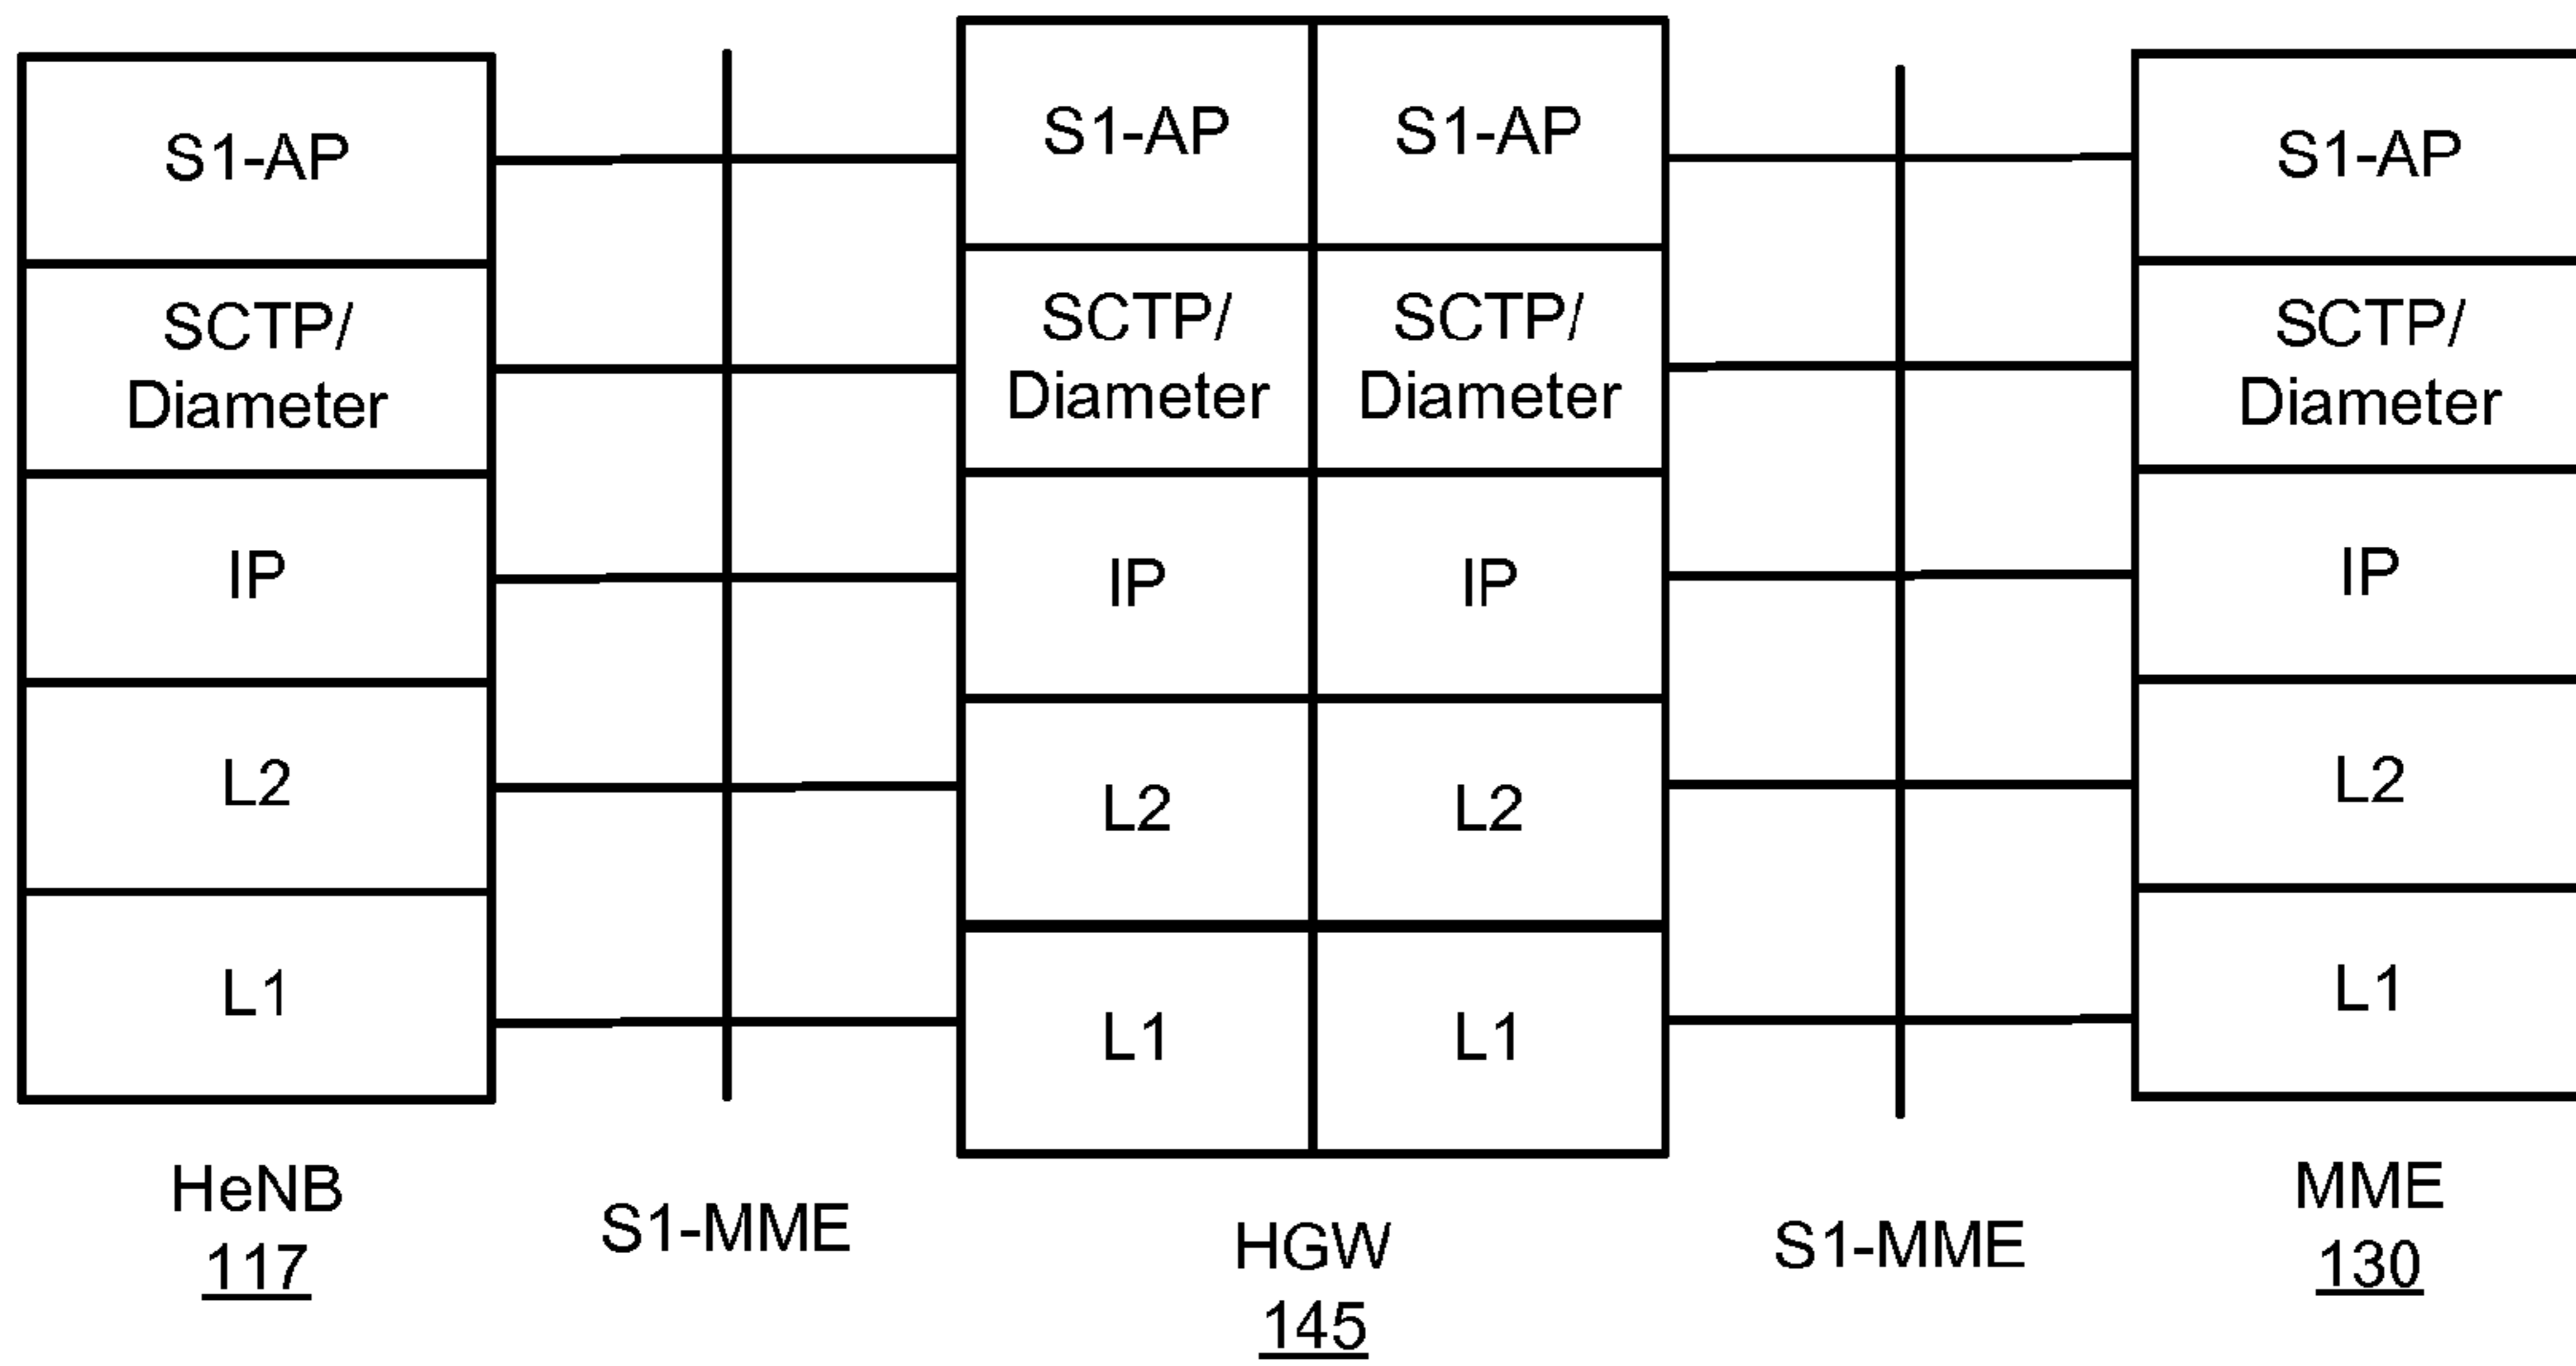 S1-AP
SCTP/
Diameter
IP
L2
L1
HeNB
117
S1-MME
S1-AP
S1-AP
SCTP/
Diameter
SCTP/
Diameter
IP
IP
L2
L2
L1
L1
HGW
145
S1-MME
S1-AP
SCTP/
Diameter
IP
L2
L1
MME
130